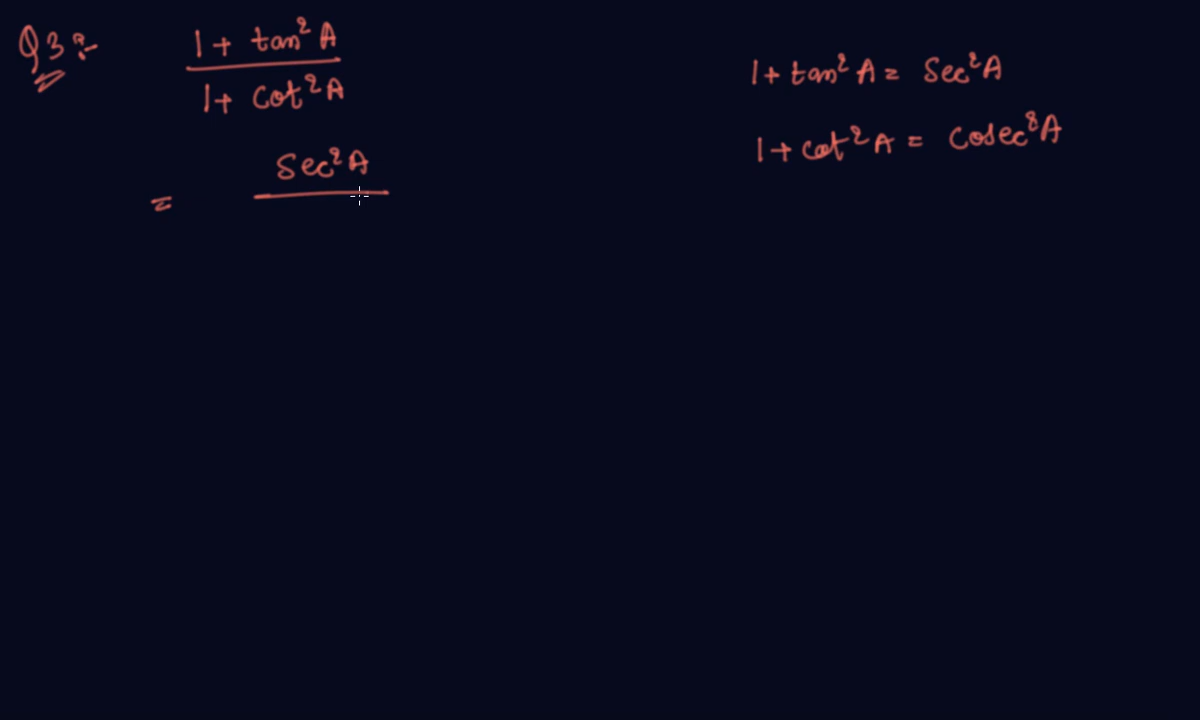 Q3:-
1 + tan²A
1 + cot²A
= Sec²A
1 + tan²A = Sec²A
1 + cot²A = Cosec²A